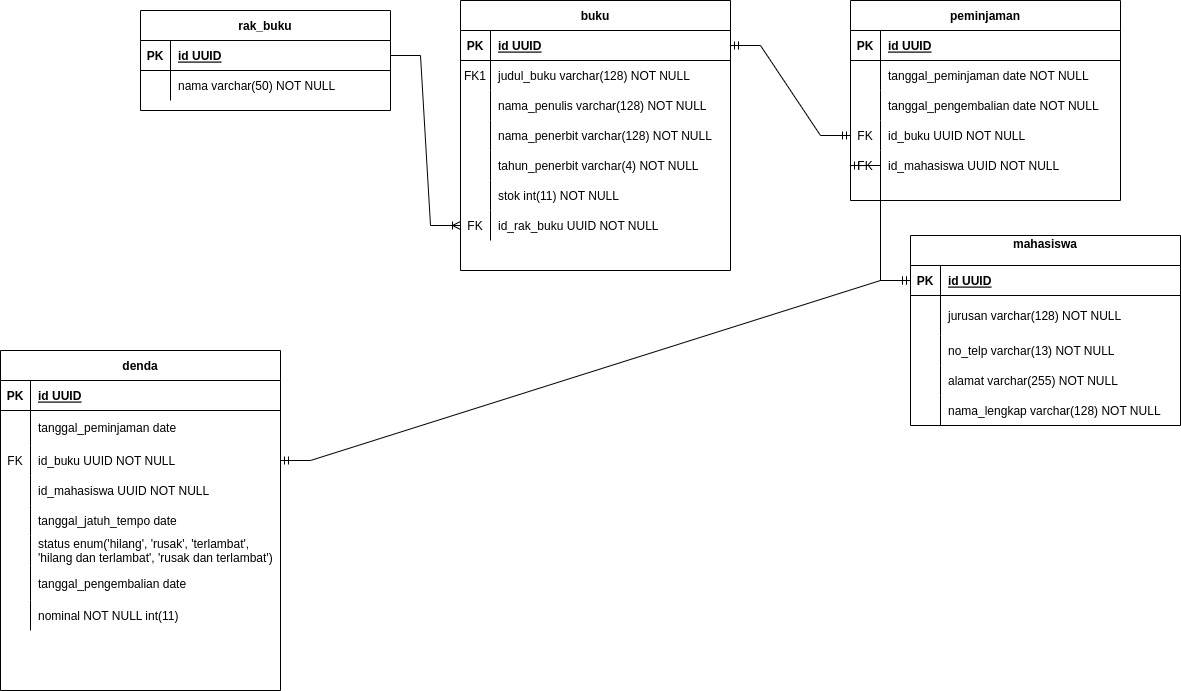 rak_buku
PK id UUID
nama varchar(50) NOT NULL
buku
PK id UUID
FK1 judul_buku varchar(128) NOT NULL
nama_penulis varchar(128) NOT NULL
nama_penerbit varchar(128) NOT NULL
tahun_penerbit varchar(4) NOT NULL
stok int(11) NOT NULL
FK id_rak_buku UUID NOT NULL
peminjaman
PK id UUID
tanggal_peminjaman date NOT NULL
tanggal_pengembalian date NOT NULL
FK id_buku UUID NOT NULL
FK id_mahasiswa UUID NOT NULL
mahasiswa
PK id UUID
jurusan varchar(128) NOT NULL
no_telp varchar(13) NOT NULL
alamat varchar(255) NOT NULL
nama_lengkap varchar(128) NOT NULL
denda
PK id UUID
tanggal_peminjaman date
FK id_buku UUID NOT NULL
id_mahasiswa UUID NOT NULL
tanggal_jatuh_tempo date
status enum('hilang', 'rusak', 'terlambat',
'hilang dan terlambat', 'rusak dan terlambat')
tanggal_pengembalian date
nominal NOT NULL int(11)